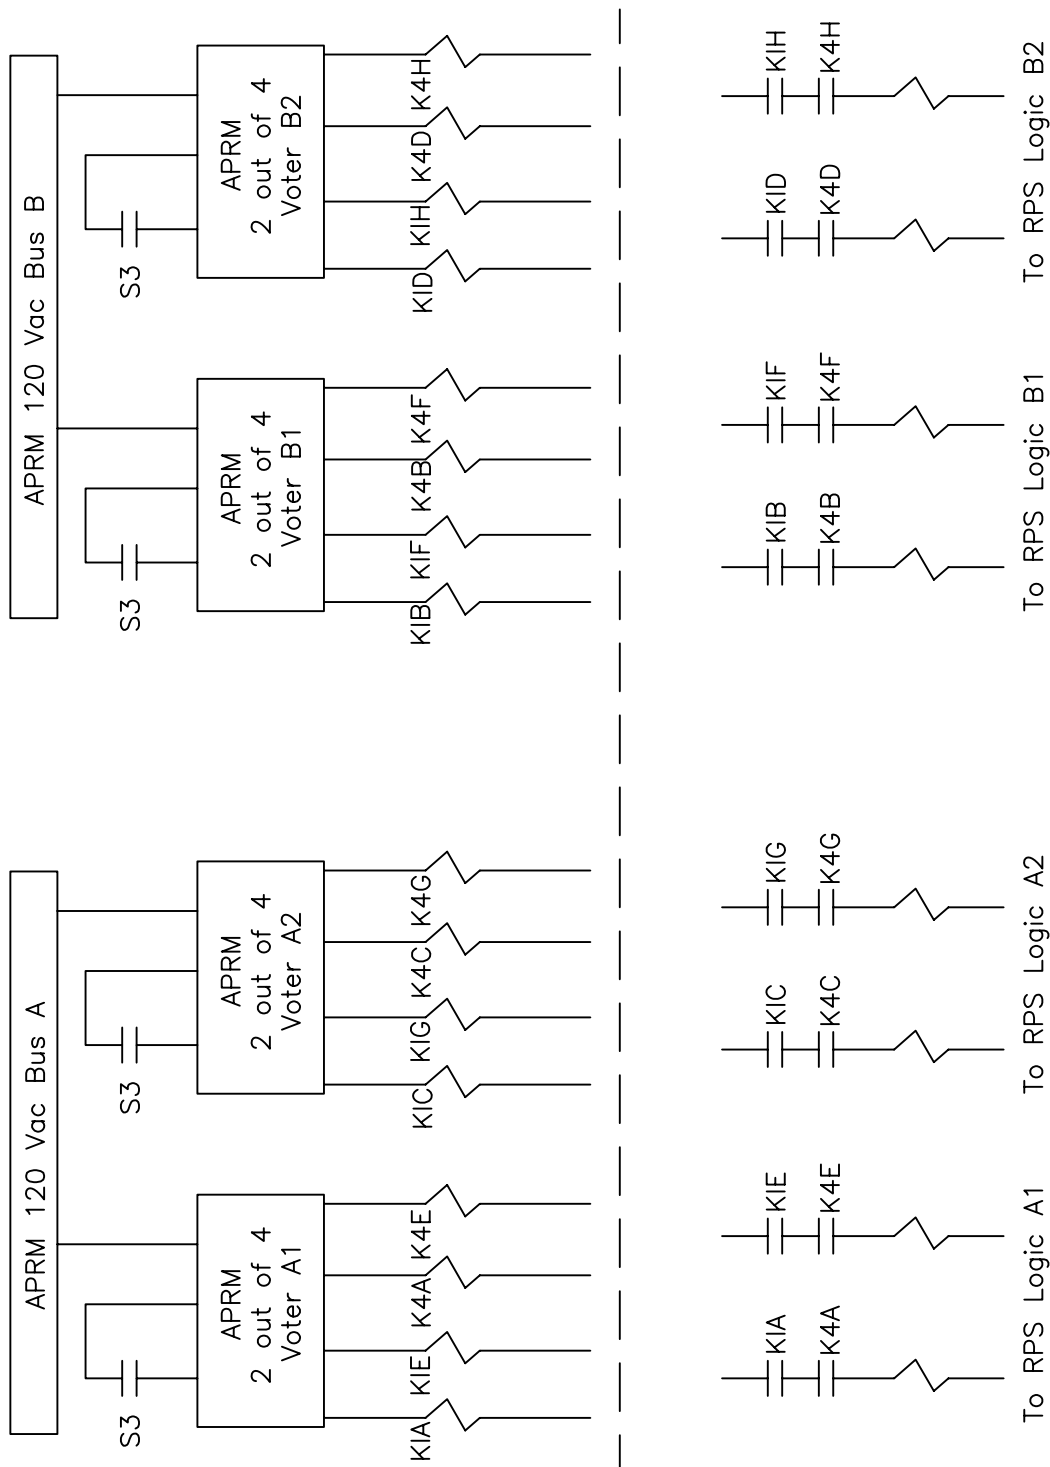 APRM 120 Vac Bus A
APRM 120 Vac Bus B
S3
S3
S3
S3
APRM
2 out of 4
Voter A1
APRM
2 out of 4
Voter A2
APRM
2 out of 4
Voter B1
APRM
2 out of 4
Voter B2
KIA
KIE
K4A
K4E
KIC
KIG
K4C
K4G
KIB
KIF
K4B
K4F
KID
KIH
K4D
K4H
KIA
KIE
KIC
KIG
KIB
KIF
KID
KIH
K4A
K4E
K4C
K4G
K4B
K4F
K4D
K4H
To RPS Logic A1
To RPS Logic A2
To RPS Logic B1
To RPS Logic B2